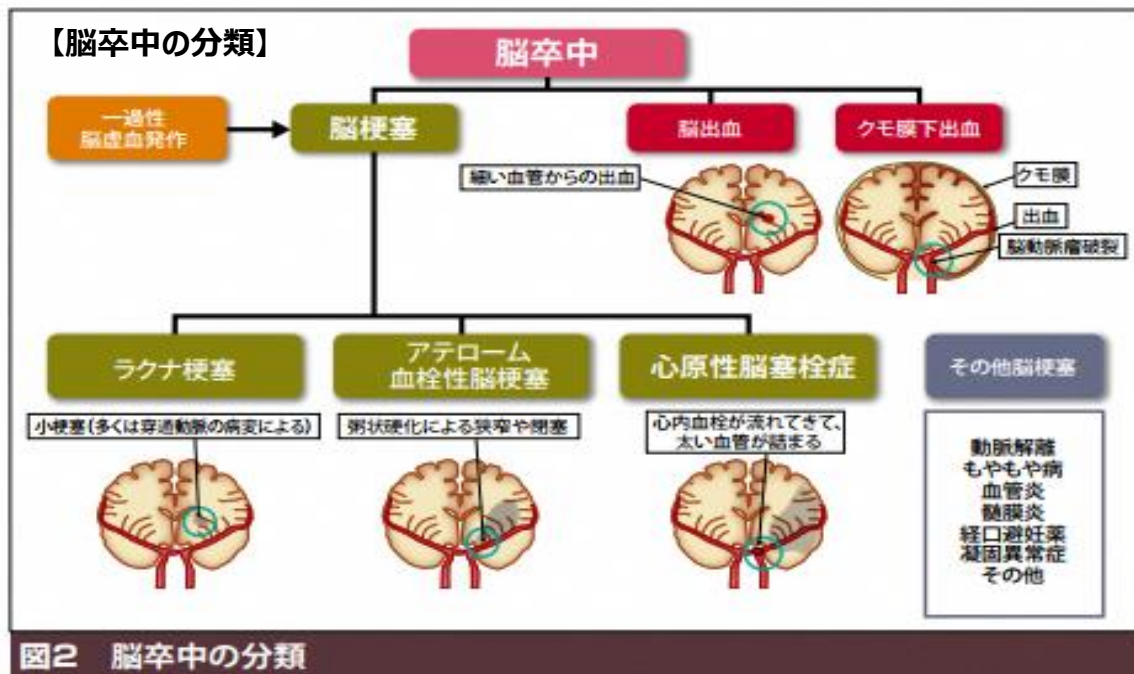 【脳卒中の分類】
脳卒中
一過性
脳虚血発作
脳梗塞
脳出血
クモ膜下出血
細い血管からの出血
クモ膜
出血
脳動脈瘤破裂
ラクナ梗塞
アテローム
血栓性脳梗塞
心原性脳塞栓症
その他脳梗塞
小梗塞(多くは穿通動脈の病変による)
粥状硬化による狭窄や閉塞
心内血栓が流れてきて、
太い血管が詰まる
動脈解離
もやもや病
血管炎
髄膜炎
経口避妊薬
凝固異常症
その他
図2 脳卒中の分類